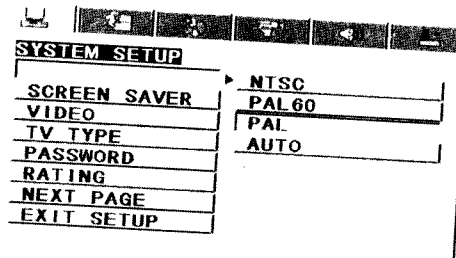 SYSTEM SETUP
SCREEN SAVER
VIDEO
TV TYPE
PASSWORD
RATING
NEXT PAGE
EXIT SETUP
NTSC
PAL60
PAL
AUTO